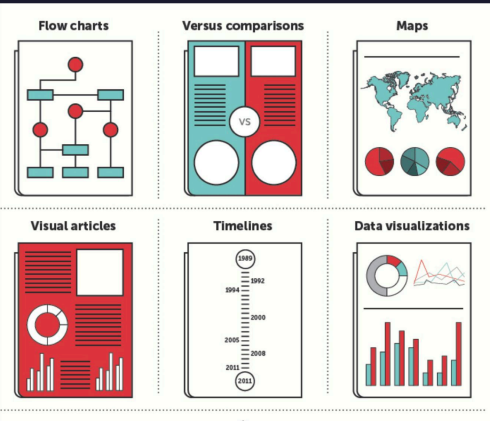 Flow charts
Versus comparisons
Maps
VS
Visual articles
Timelines
Data visualizations
1989
1992
1994
2000
2005
2008
2011
2011